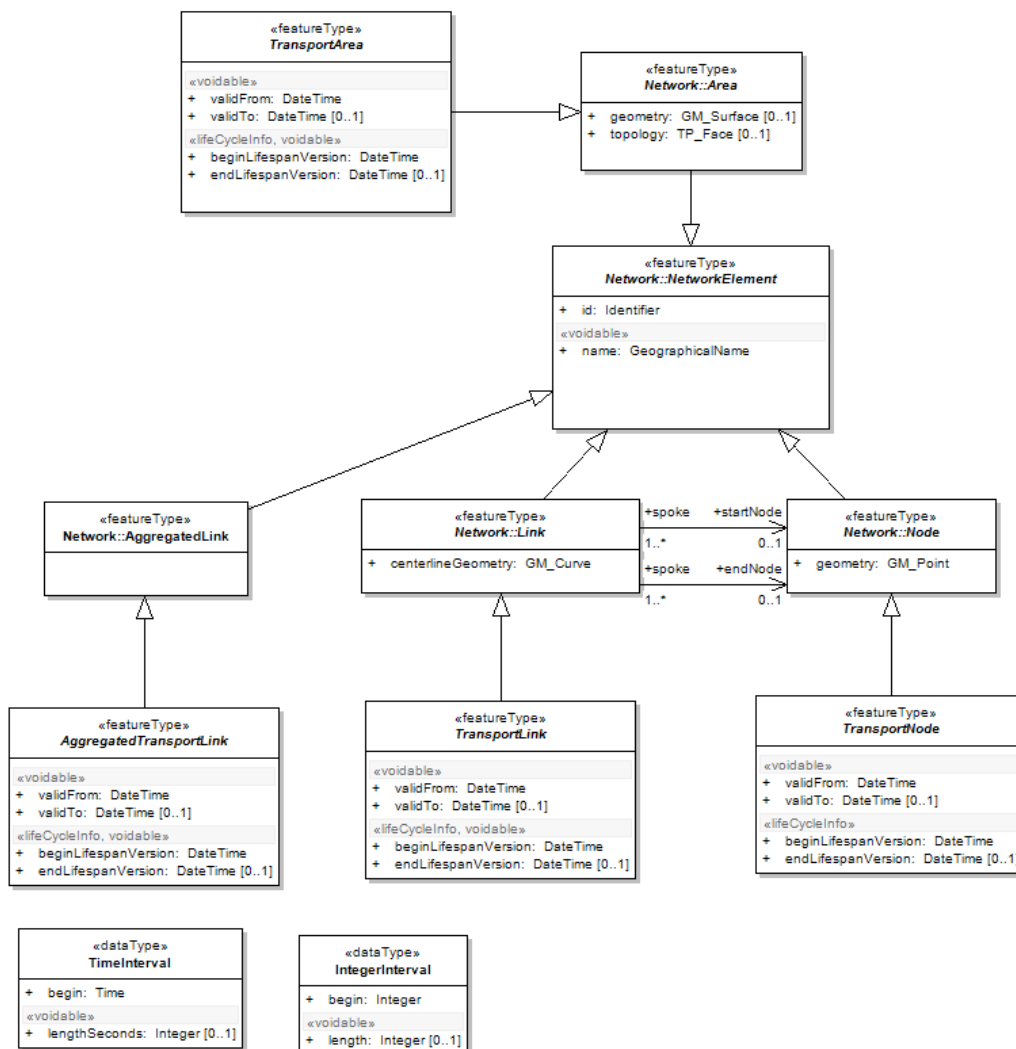 «featureType»
TransportArea
«voidable»
+ validFrom: DateTime
+ validTo: DateTime [0..1]
«lifeCycleInfo, voidable»
+ beginLifespanVersion: DateTime
+ endLifespanVersion: DateTime [0..1]
«featureType»
Network::Area
+ geometry: GM_Surface [0..1]
+ topology: TP_Face [0..1]
«featureType»
Network::NetworkElement
+ id: Identifier
«voidable»
+ name: GeographicalName
«featureType»
Network::AggregatedLink
«featureType»
Network::Link
+ centerlineGeometry: GM_Curve
+spoke +startNode
1..* 0..1
+spoke +endNode
1..* 0..1
«featureType»
Network::Node
+ geometry: GM_Point
«featureType»
AggregatedTransportLink
«voidable»
+ validFrom: DateTime
+ validTo: DateTime [0..1]
«lifeCycleInfo, voidable»
+ beginLifespanVersion: DateTime
+ endLifespanVersion: DateTime [0..1]
«featureType»
TransportLink
«voidable»
+ validFrom: DateTime
+ validTo: DateTime [0..1]
«lifeCycleInfo, voidable»
+ beginLifespanVersion: DateTime
endLifespanVersion: DateTime [0..1]
«featureType»
TransportNode
«voidable»
+ validFrom: DateTime
+ validTo: DateTime [0..1]
«lifeCycleInfo»
+ beginLifespanVersion: DateTime
+ endLifespanVersion: DateTime [0..1]
«dataType»
TimeInterval
+ begin: Time
«voidable»
+ lengthSeconds: Integer [0..1]
«dataType»
IntegerInterval
+ begin: Integer
«voidable»
+ length: Integer [0..1]